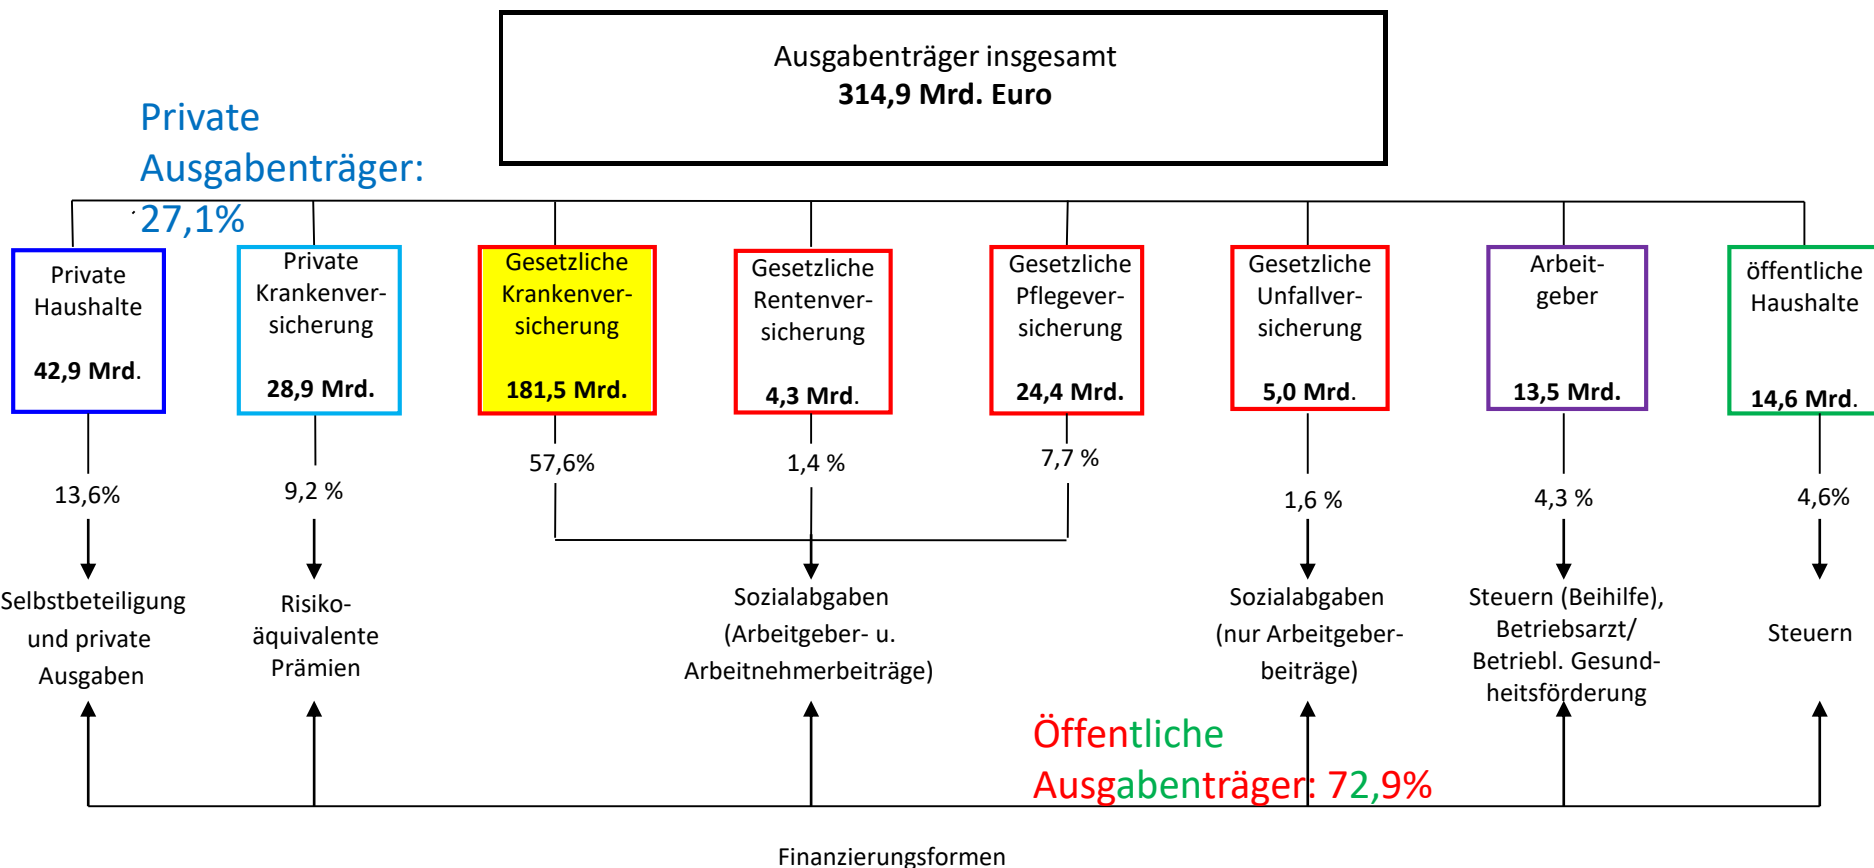 Ausgabenträger insgesamt
314,9 Mrd. Euro
Private
Ausgabenträger:
27,1%
Private
Haushalte
42,9 Mrd.
Private
Krankenver-
sicherung
28,9 Mrd.
Gesetzliche
Krankenver-
sicherung
181,5 Mrd.
Gesetzliche
Rentenver-
sicherung
4,3 Mrd.
Gesetzliche
Pflegever-
sicherung
24,4 Mrd.
Gesetzliche
Unfallver-
sicherung
5,0 Mrd.
Arbeit-
geber
13,5 Mrd.
öffentliche
Haushalte
14,6 Mrd.
13,6%
9,2 %
57,6%
1,4 %
7,7 %
1,6 %
4,3 %
4,6%
Selbstbeteiligung
und private
Ausgaben
Risiko-
äquivalente
Prämien
Sozialabgaben
(Arbeitgeber- u.
Arbeitnehmerbeiträge)
Sozialabgaben
(nur Arbeitgeber-
beiträge)
Steuern (Beihilfe),
Betriebsarzt/
Betriebl. Gesund-
heitsförderung
Steuern
Öffentliche
Ausgabenträger: 72,9%
Finanzierungsformen